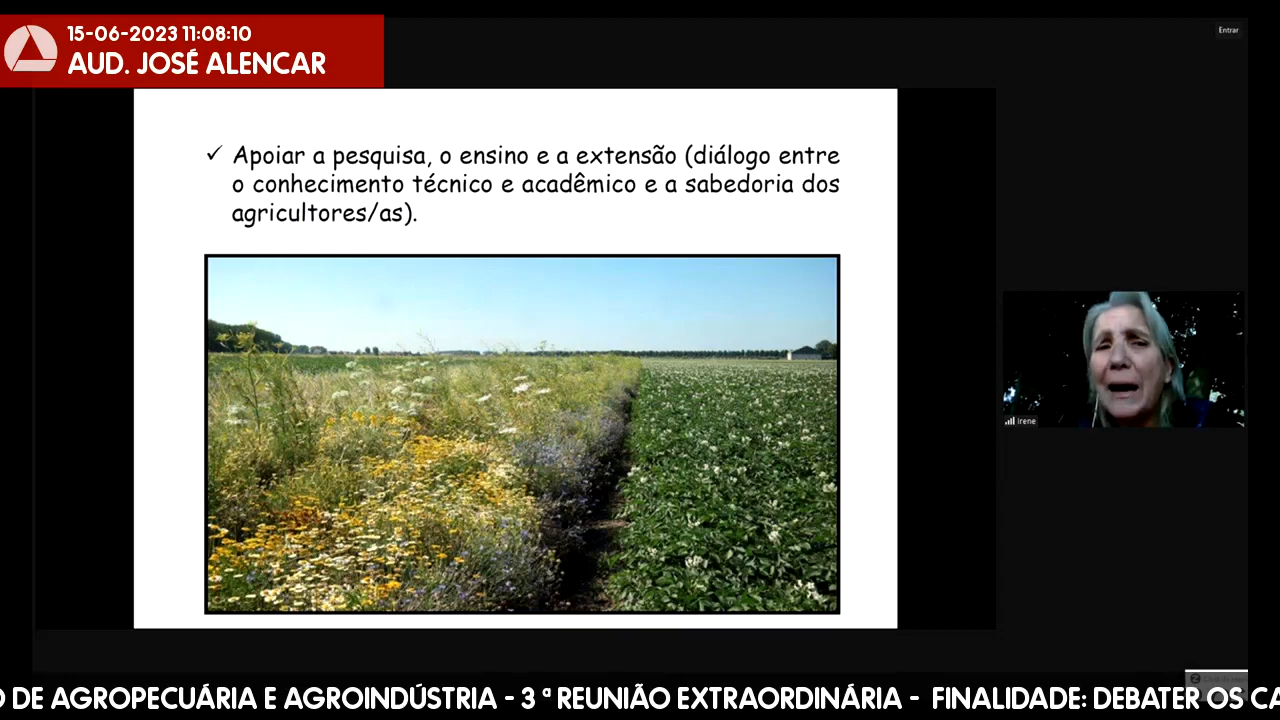 15-06-2023 11:08:10
AUD. JOSÉ ALENCAR
Entrar
✓ Apoiar a pesquisa, o ensino e a extensão (diálogo entre
o conhecimento técnico e acadêmico e a sabedoria dos
agricultores/as).
Irene
O DE AGROPECUÁRIA E AGROINDÚSTRIA - 3 ª REUNIÃO EXTRAORDINÁRIA - FINALIDADE: DEBATER OS CA